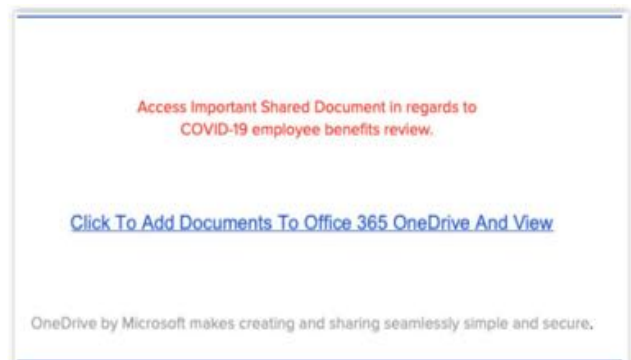 Access Important Shared Document in regards to
COVID-19 employee benefits review.
Click To Add Documents To Office 365 OneDrive And View
OneDrive by Microsoft makes creating and sharing seamlessly simple and secure.